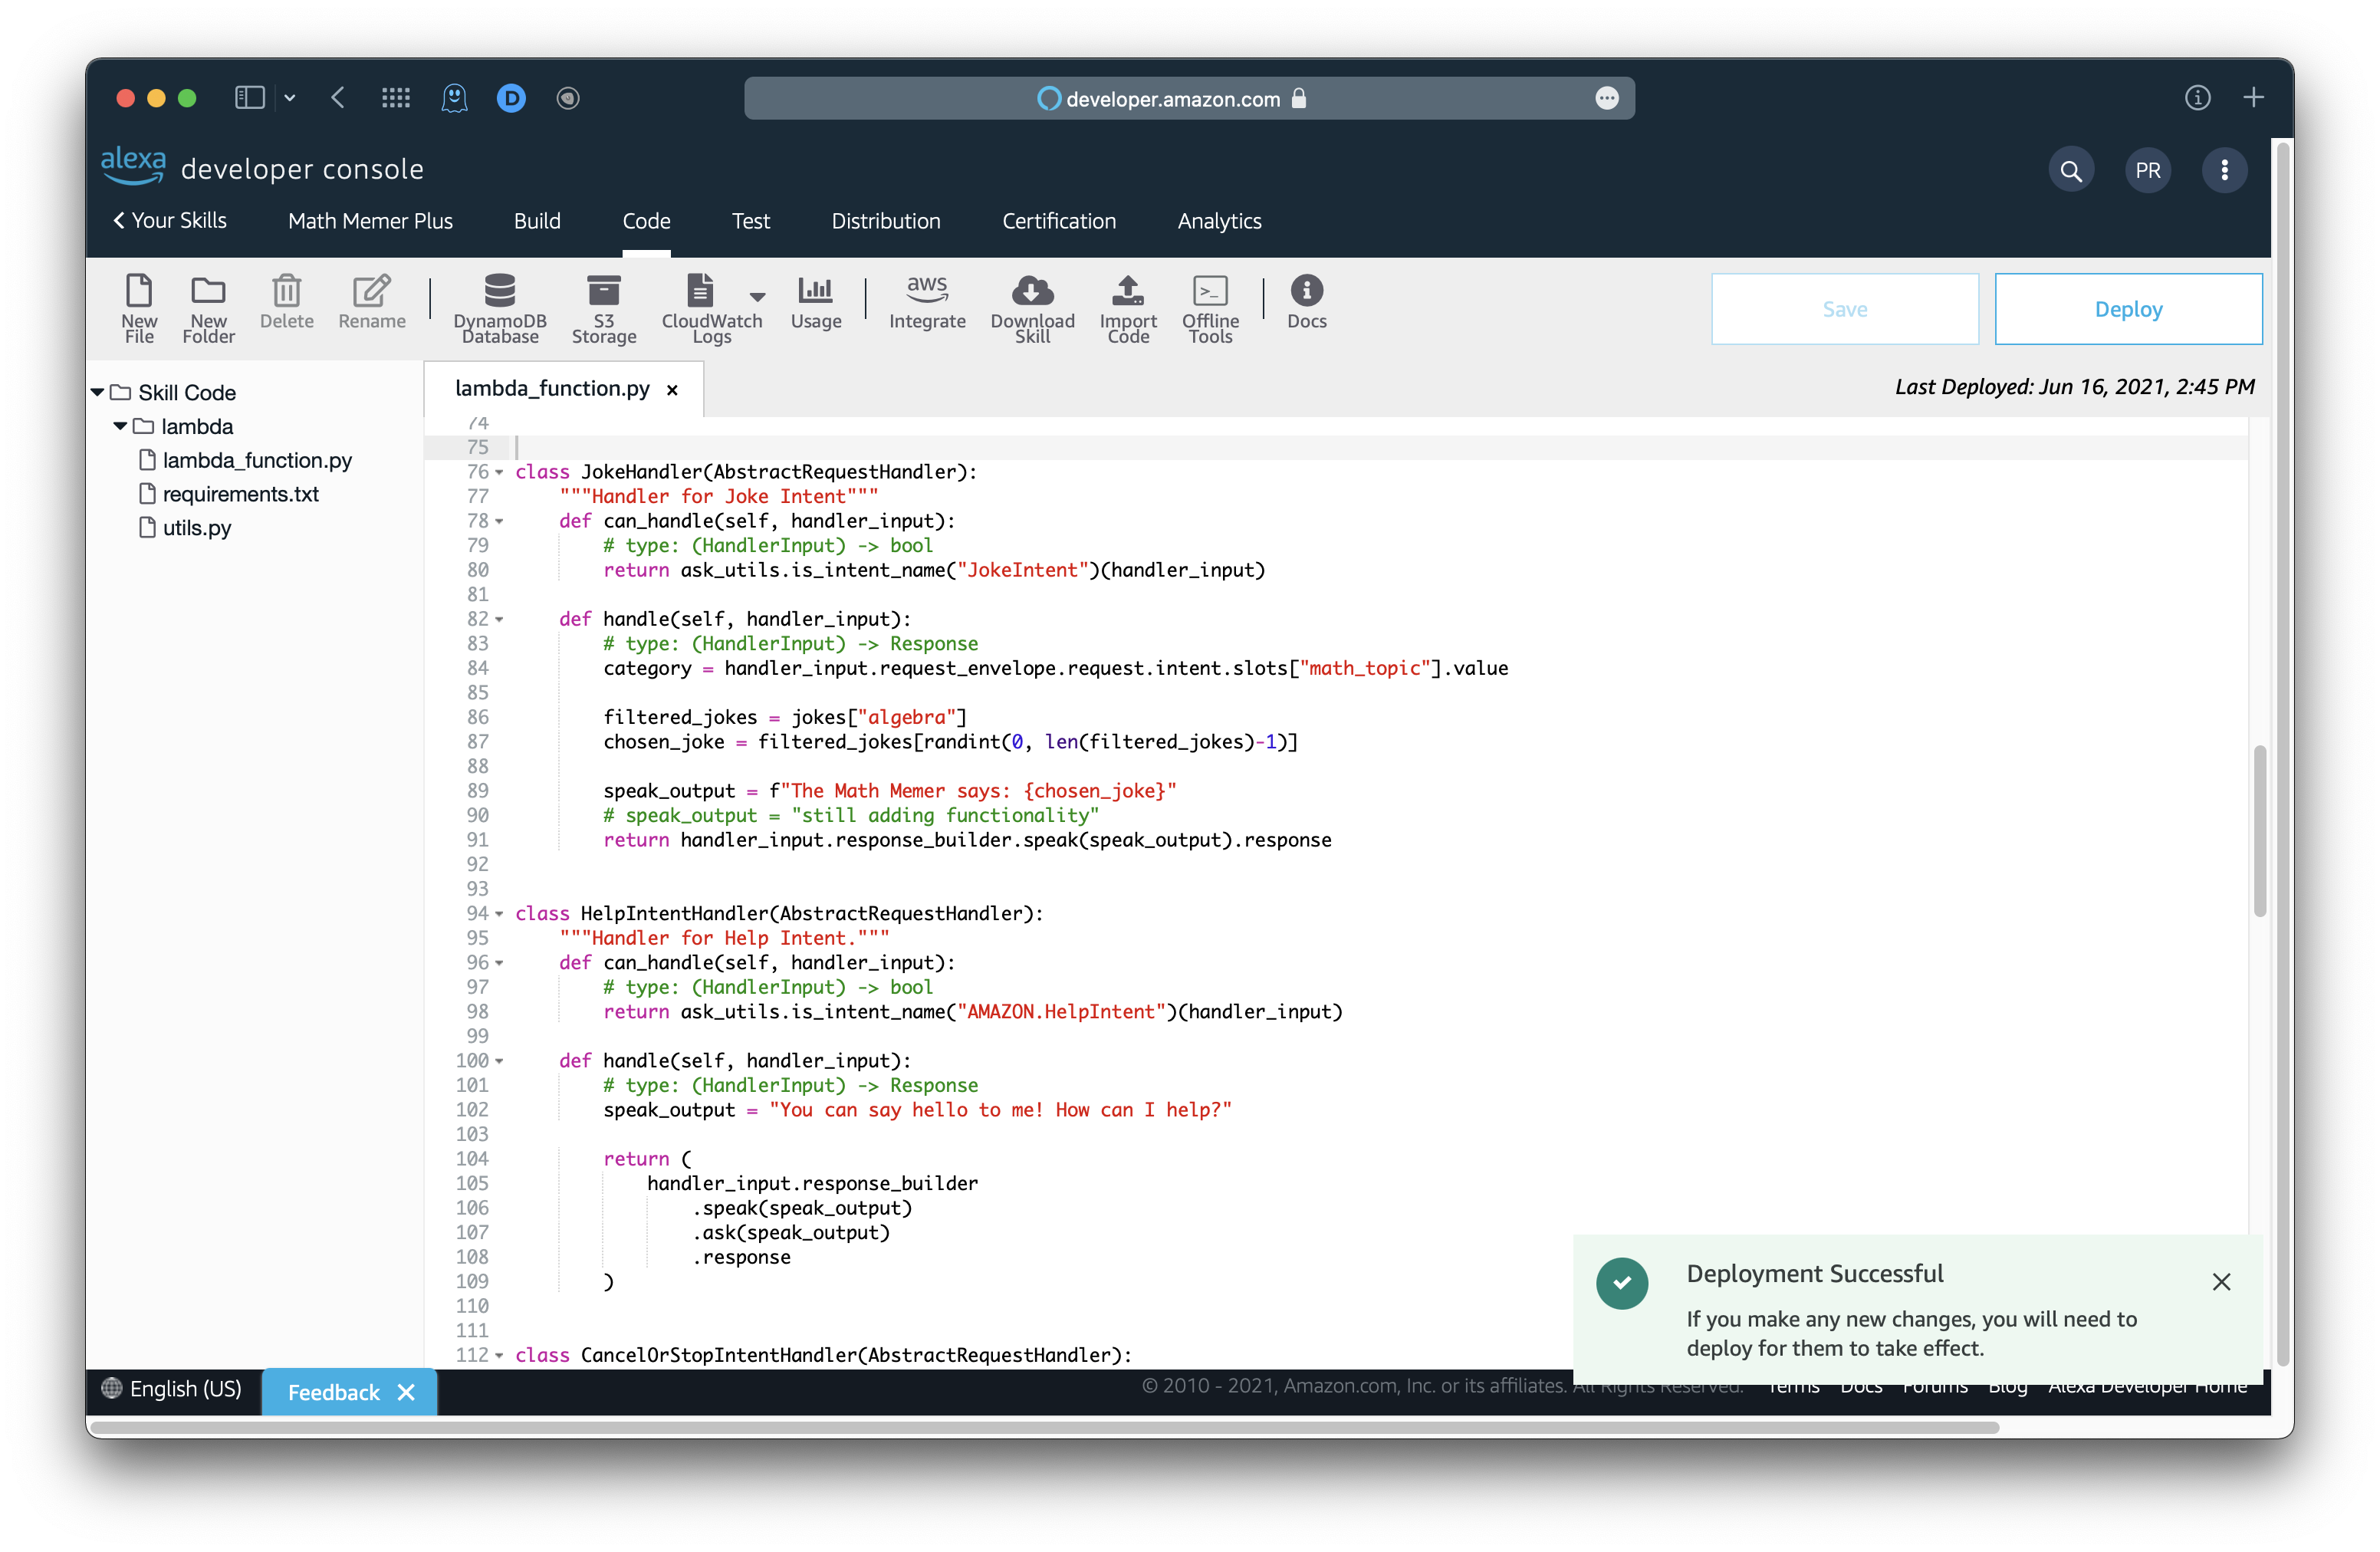 D
developer.amazon.com
alexa developer console
PR
Your Skills Math Memer Plus Build Code Test Distribution Certification Analytics
New File New Folder Delete Rename DynamoDB Database S3 Storage CloudWatch Logs Usage aws Integrate Download Skill Import Code Offline Tools Docs Save Deploy
Skill Code
lambda
lambda_function.py
requirements.txt
utils.py
lambda_function.py x Last Deployed: Jun 16, 2021, 2:45 PM
74
75
76 class JokeHandler(AbstractRequestHandler):
77     """Handler for Joke Intent"""
78     def can_handle(self, handler_input):
79         # type: (HandlerInput) -> bool
80         return ask_utils.is_intent_name("JokeIntent")(handler_input)
81
82     def handle(self, handler_input):
83         # type: (HandlerInput) -> Response
84         category = handler_input.request_envelope.request.intent.slots["math_topic"].value
85
86         filtered_jokes = jokes["algebra"]
87         chosen_joke = filtered_jokes[randint(0, len(filtered_jokes)-1)]
88
89         speak_output = f"The Math Memer says: {chosen_joke}"
90         # speak_output = "still adding functionality"
91         return handler_input.response_builder.speak(speak_output).response
92
93
94 class HelpIntentHandler(AbstractRequestHandler):
95     """Handler for Help Intent."""
96     def can_handle(self, handler_input):
97         # type: (HandlerInput) -> bool
98         return ask_utils.is_intent_name("AMAZON.HelpIntent")(handler_input)
99
100     def handle(self, handler_input):
101         # type: (HandlerInput) -> Response
102         speak_output = "You can say hello to me! How can I help?"
103
104         return (
105             handler_input.response_builder
106                 .speak(speak_output)
107                 .ask(speak_output)
108                 .response
109         )
110
111
112 class CancelOrStopIntentHandler(AbstractRequestHandler):
Deployment Successful
If you make any new changes, you will need to
deploy for them to take effect.
English (US) Feedback © 2010 - 2021, Amazon.com, Inc. or its affiliates. All Rights Reserved. Terms Docs Forums Blog Alexa Developer Home